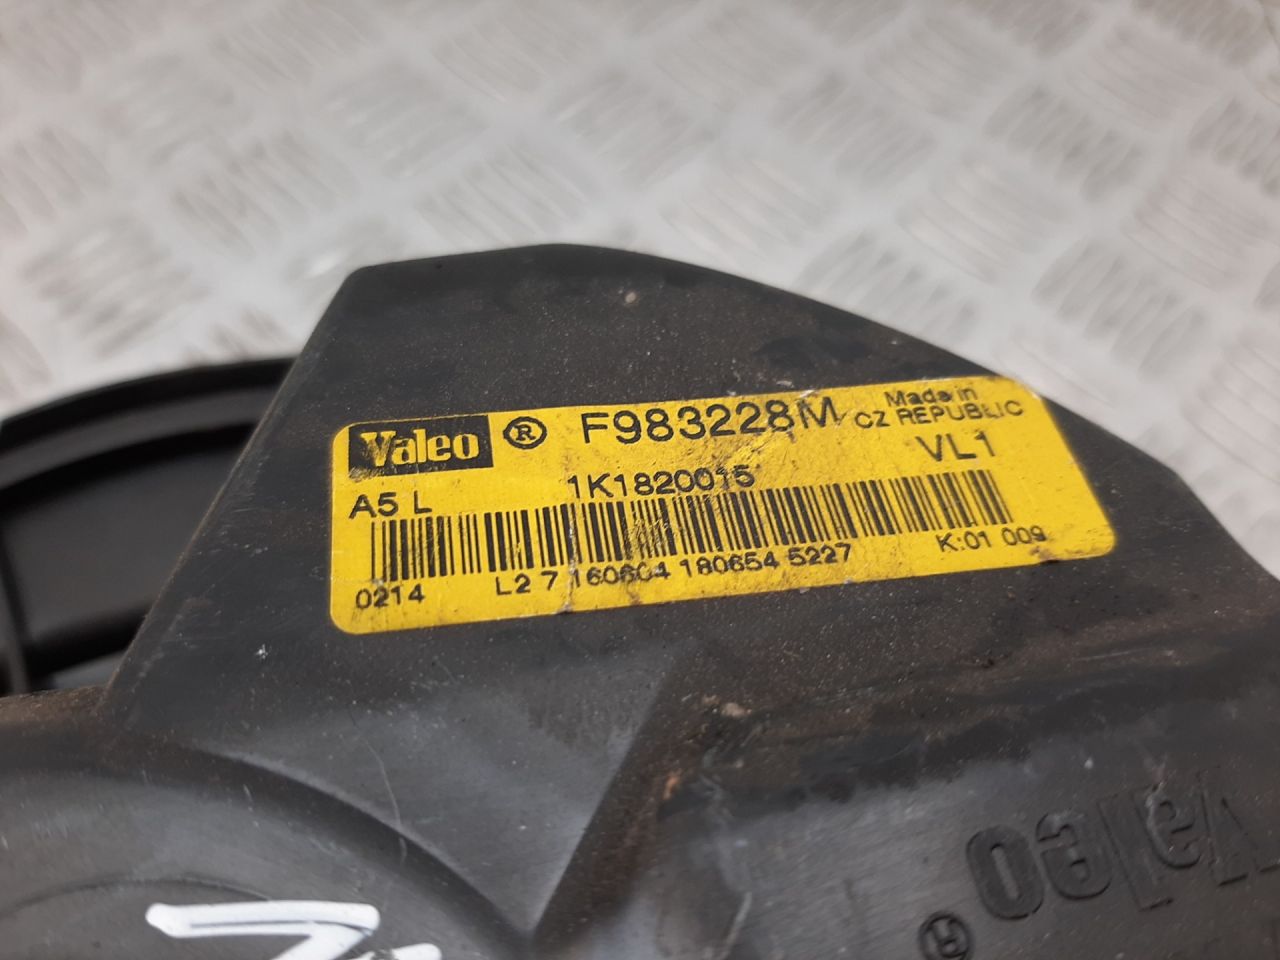 Valeo ® F983228M Made in
CZ REPUBLIC
A5 L 1K1820015 VL1
0214 L2 7 160604 180654 5227 K:01 009
Valeo
®